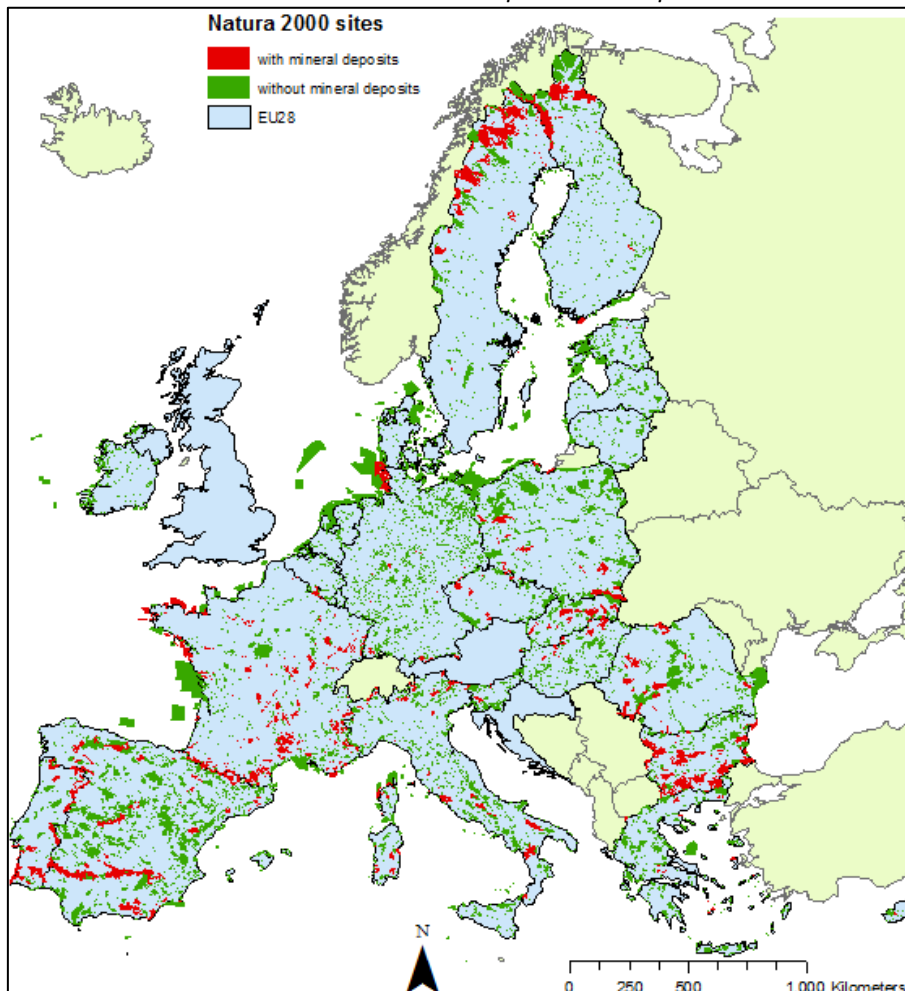 Natura 2000 sites
with mineral deposits
without mineral deposits
EU28
N
0 250 500 1 000 Kilometers